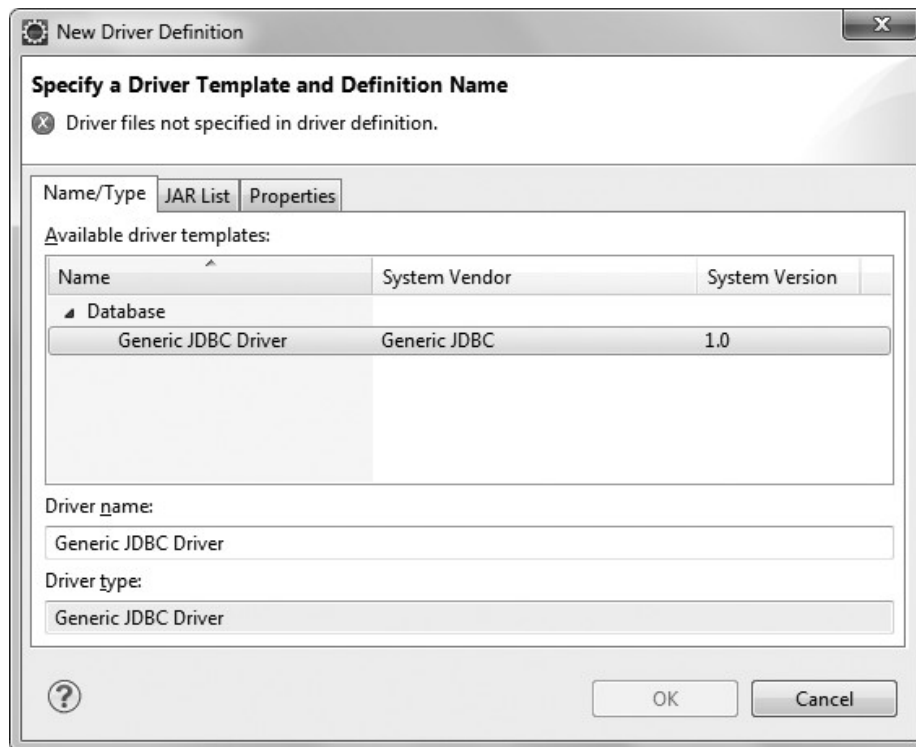 New Driver Definition
X
Specify a Driver Template and Definition Name
X Driver files not specified in driver definition.
Name/Type JAR List Properties
Available driver templates:
Name System Vendor System Version
Database
Generic JDBC Driver Generic JDBC 1.0
Driver name:
Generic JDBC Driver
Driver type:
Generic JDBC Driver
? OK Cancel